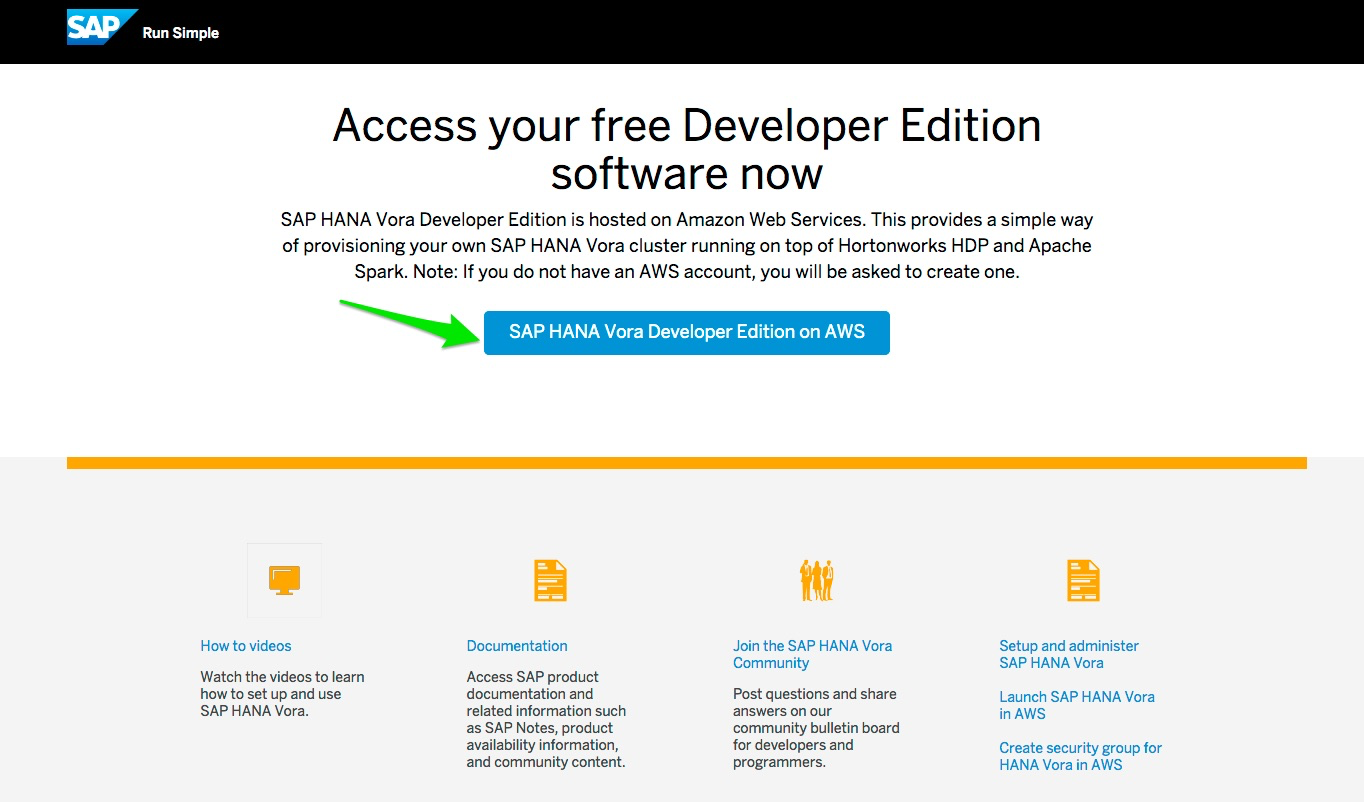 SAP Run Simple
Access your free Developer Edition
software now
SAP HANA Vora Developer Edition is hosted on Amazon Web Services. This provides a simple way
of provisioning your own SAP HANA Vora cluster running on top of Hortonworks HDP and Apache
Spark. Note: If you do not have an AWS account, you will be asked to create one.
SAP HANA Vora Developer Edition on AWS
How to videos
Watch the videos to learn
how to set up and use
SAP HANA Vora.
Documentation
Access SAP product
documentation and
related information such
as SAP Notes, product
availability information,
and community content.
Join the SAP HANA Vora
Community
Post questions and share
answers on our
community bulletin board
for developers and
programmers.
Setup and administer
SAP HANA Vora
Launch SAP HANA Vora
in AWS
Create security group for
HANA Vora in AWS